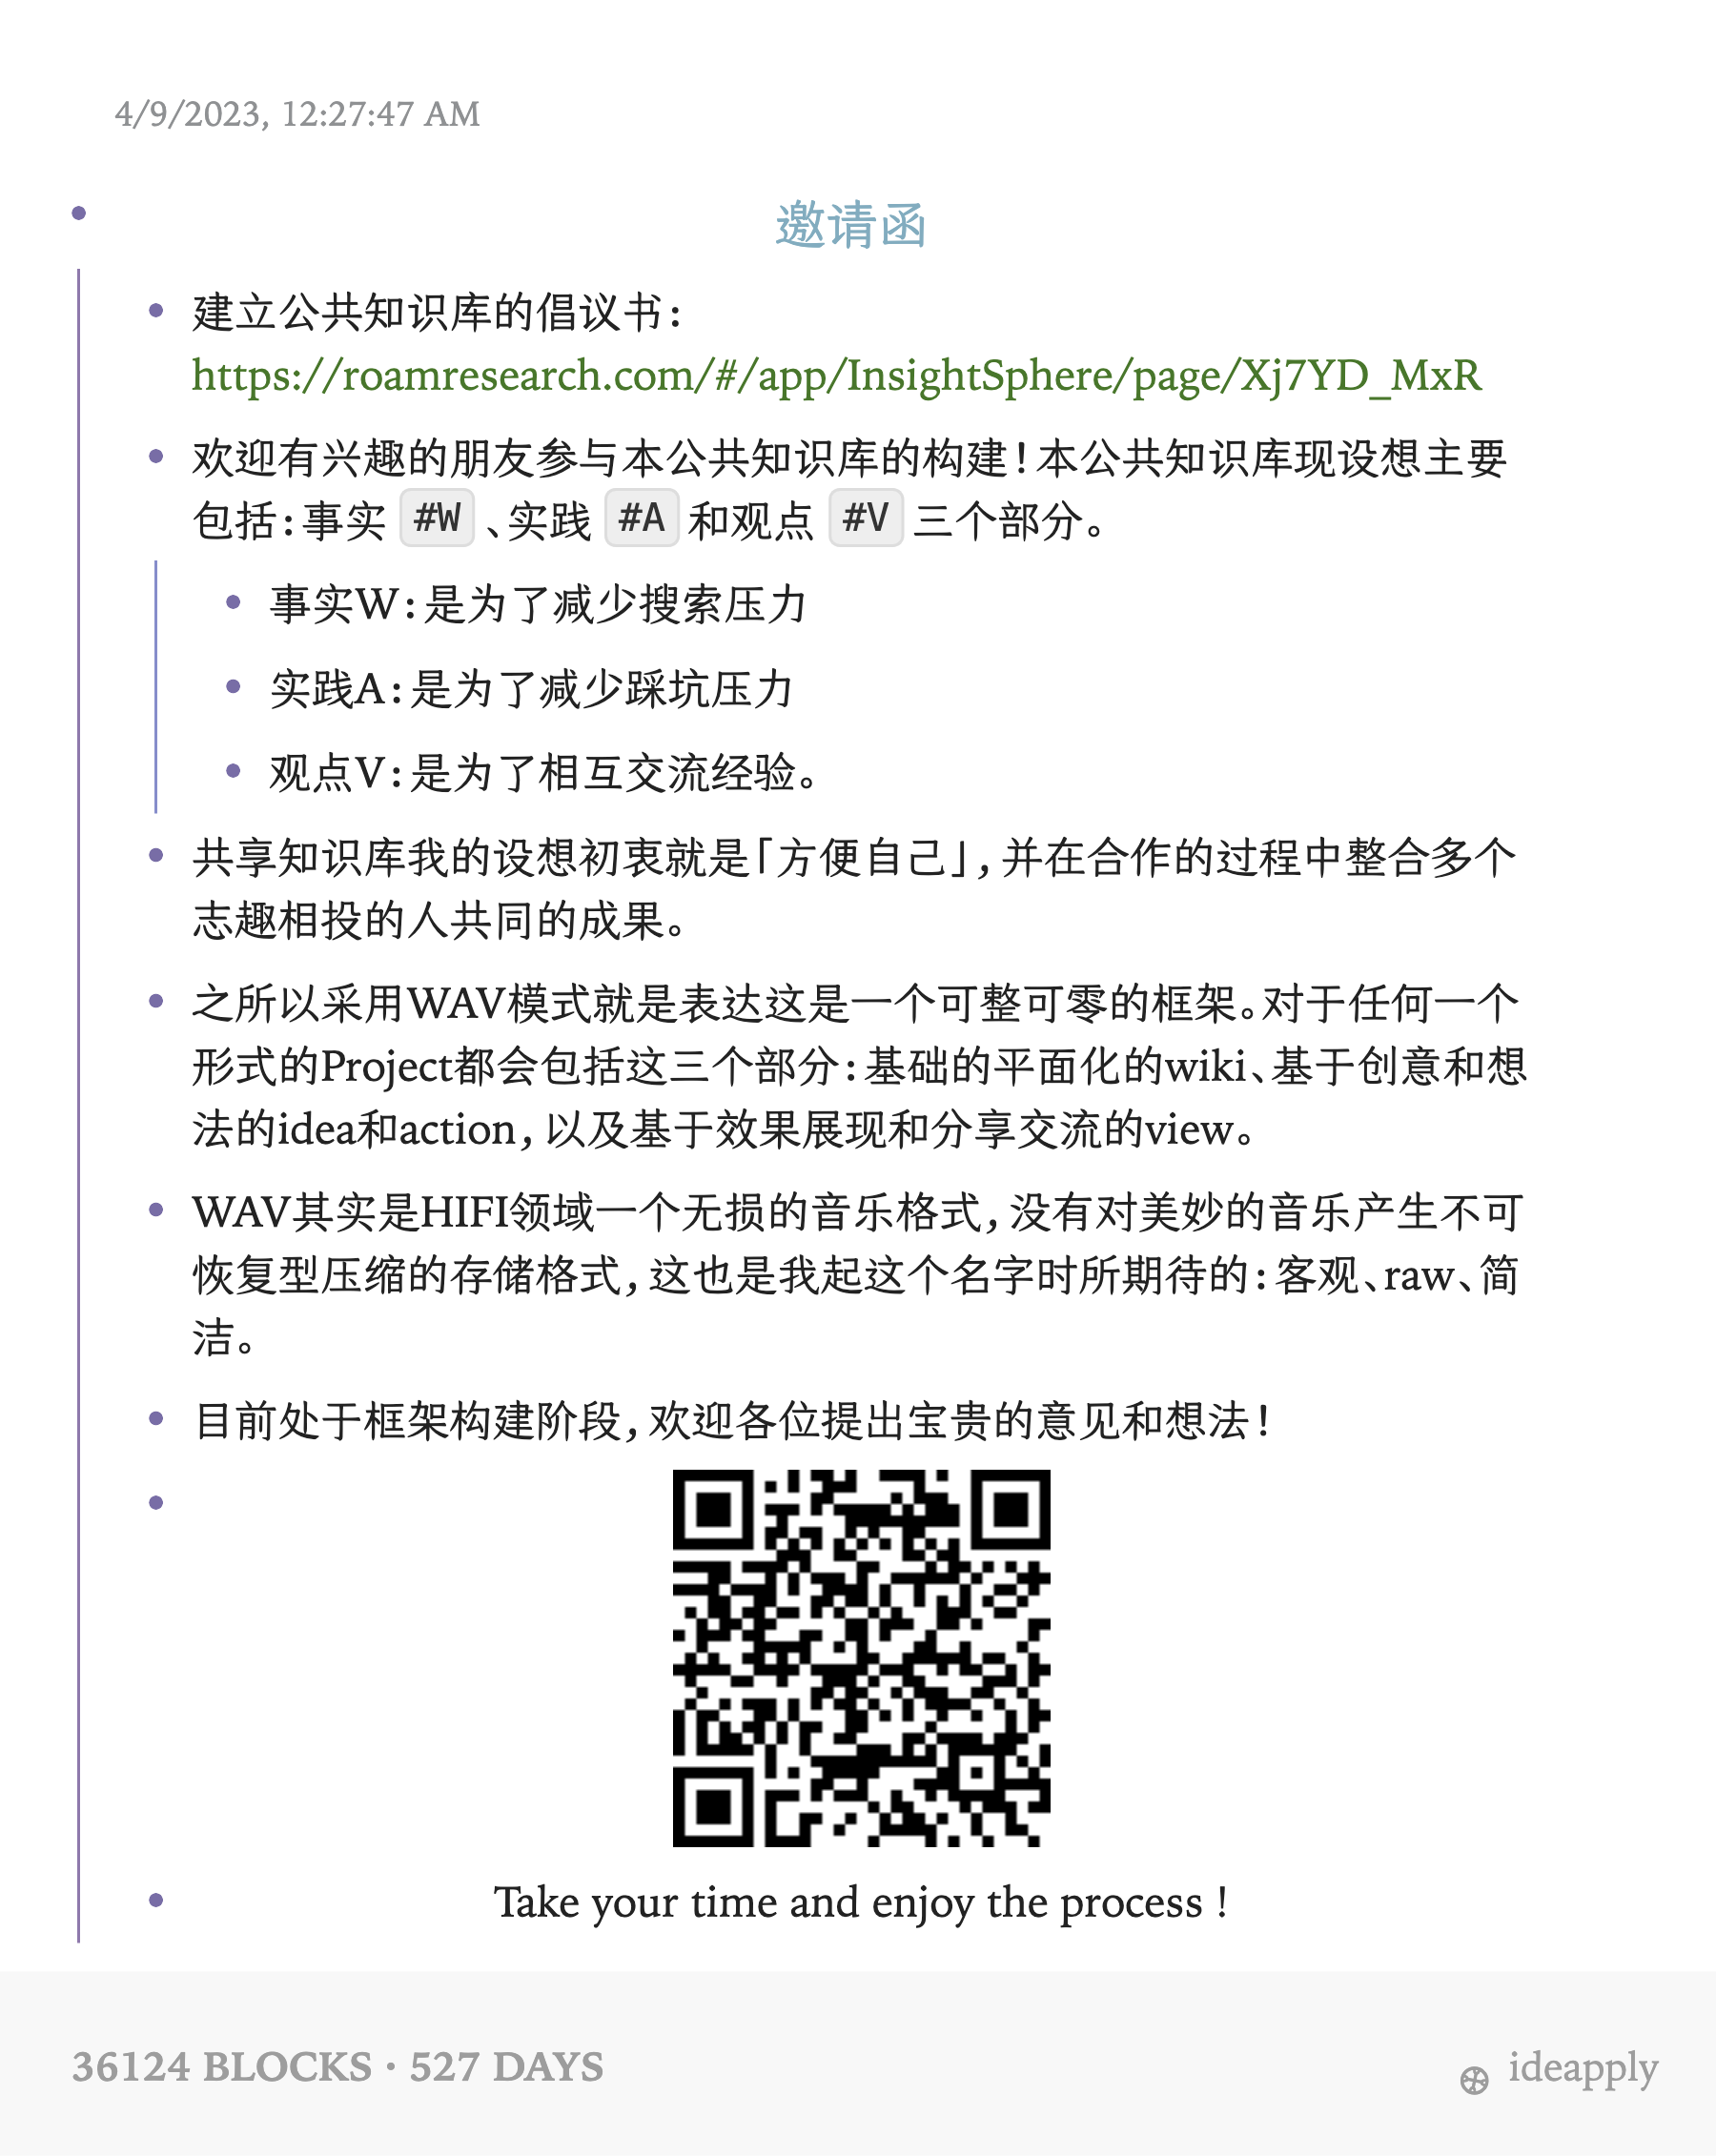 4/9/2023, 12:27:47 AM
邀请函
建立公共知识库的倡议书：
https://roamresearch.com/#/app/InsightSphere/page/Xj7YD_MxR
欢迎有兴趣的朋友参与本公共知识库的构建！本公共知识库现设想主要
包括：事实 #W 、实践 #A 和观点 #V 三个部分。
事实W：是为了减少搜索压力
实践A：是为了减少踩坑压力
观点V：是为了相互交流经验。
共享知识库我的设想初衷就是「方便自己」，并在合作的过程中整合多个
志趣相投的人共同的成果。
之所以采用WAV模式就是表达这是一个可整可零的框架。对于任何一个
形式的Project都会包括这三个部分：基础的平面化的wiki、基于创意和想
法的idea和action，以及基于效果展现和分享交流的view。
WAV其实是HIFI领域一个无损的音乐格式，没有对美妙的音乐产生不可
恢复型压缩的存储格式，这也是我起这个名字时所期待的：客观、raw、简
洁。
目前处于框架构建阶段，欢迎各位提出宝贵的意见和想法！
Take your time and enjoy the process !
36124 BLOCKS · 527 DAYS
ideapply